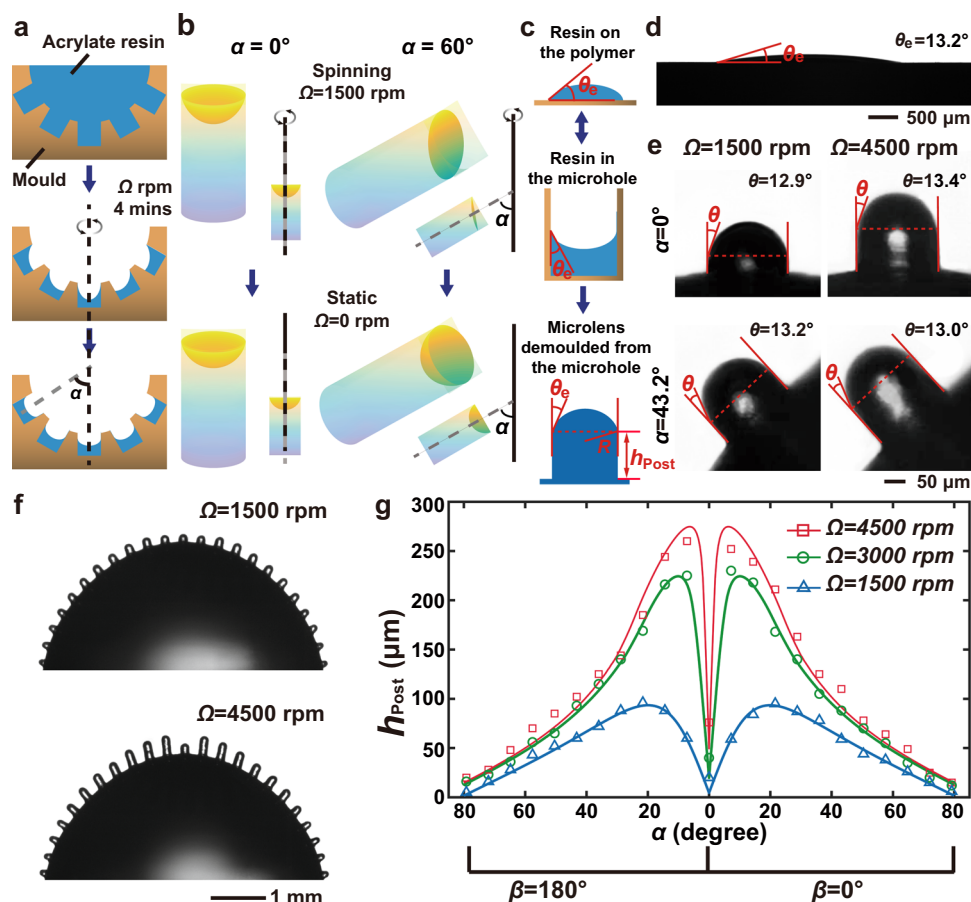 a
Acrylate resin
Mould
Ω rpm
4 mins
α
b
α = 0°
α = 60°
Spinning
Ω=1500 rpm
α
Static
Ω=0 rpm
α
c
Resin on
the polymer
θe
Resin in
the microhole
θe
Microlens
demoulded from
the microhole
θe
R
hPost
d
θe=13.2°
θe
500 μm
e
Ω=1500 rpm
Ω=4500 rpm
α=0°
θ=12.9°
θ
θ=13.4°
θ
α=43.2°
θ=13.2°
θ
θ=13.0°
θ
50 μm
f
Ω=1500 rpm
Ω=4500 rpm
1 mm
g
Ω=4500 rpm
Ω=3000 rpm
Ω=1500 rpm
hPost (μm)
300
250
200
150
100
50
0
80 60 40 20 0 20 40 60 80
α (degree)
β=180°
β=0°